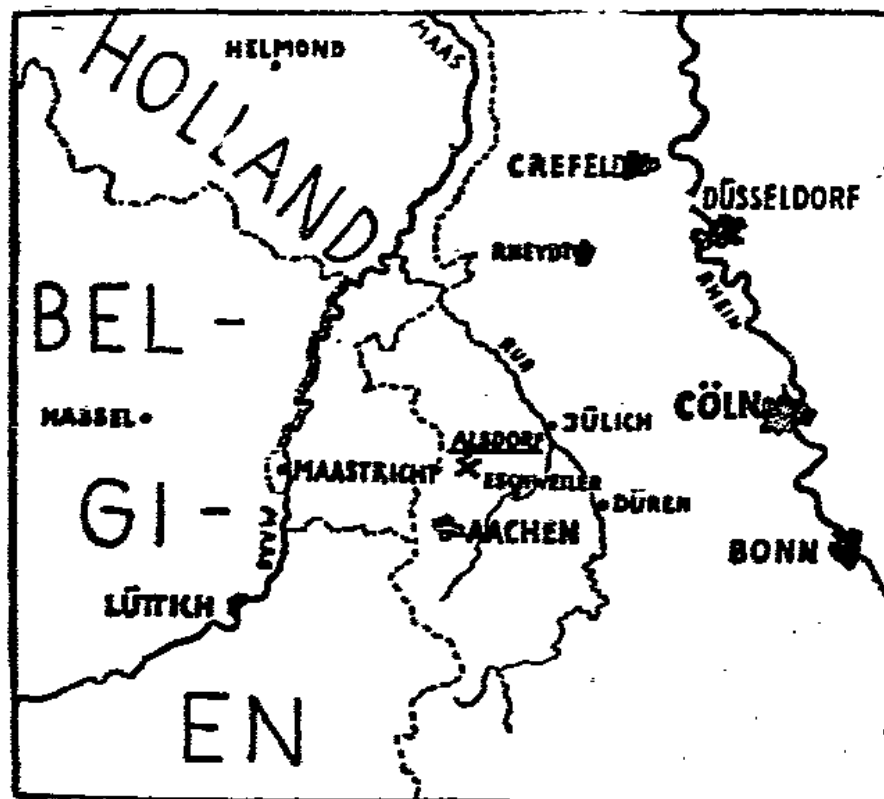 HOLLAND
HELMOND
MAAS
CREFELD
DÜSSELDORF
RHEYDT
RHEIN
BEL -
RUR
HASSEL
JÜLICH
CÖLN
ALSDORF
MAASTRICHT
ESCHWEILER
GI -
MAAS
DÜREN
AACHEN
BONN
LÜTTICH
EN